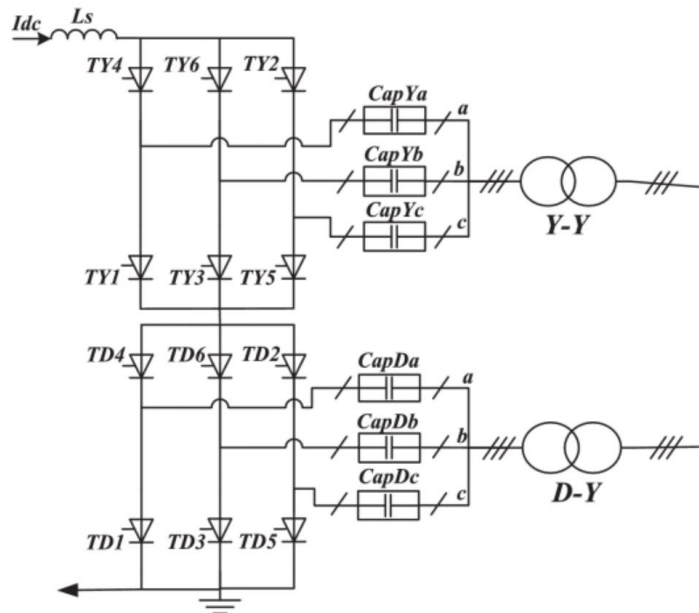 Idc Ls
TY4 TY6 TY2
CapYa a
CapYb b
CapYc c
Y-Y
TY1 TY3 TY5
TD4 TD6 TD2
CapDa a
CapDb b
CapDc c
D-Y
TD1 TD3 TD5